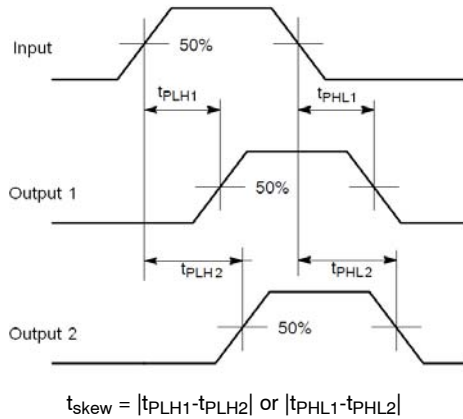 Input
50%
tPLH1
tPHL1
Output 1
50%
tPLH2
tPHL2
Output 2
50%
tskew = |tPLH1-tPLH2| or |tPHL1-tPHL2|